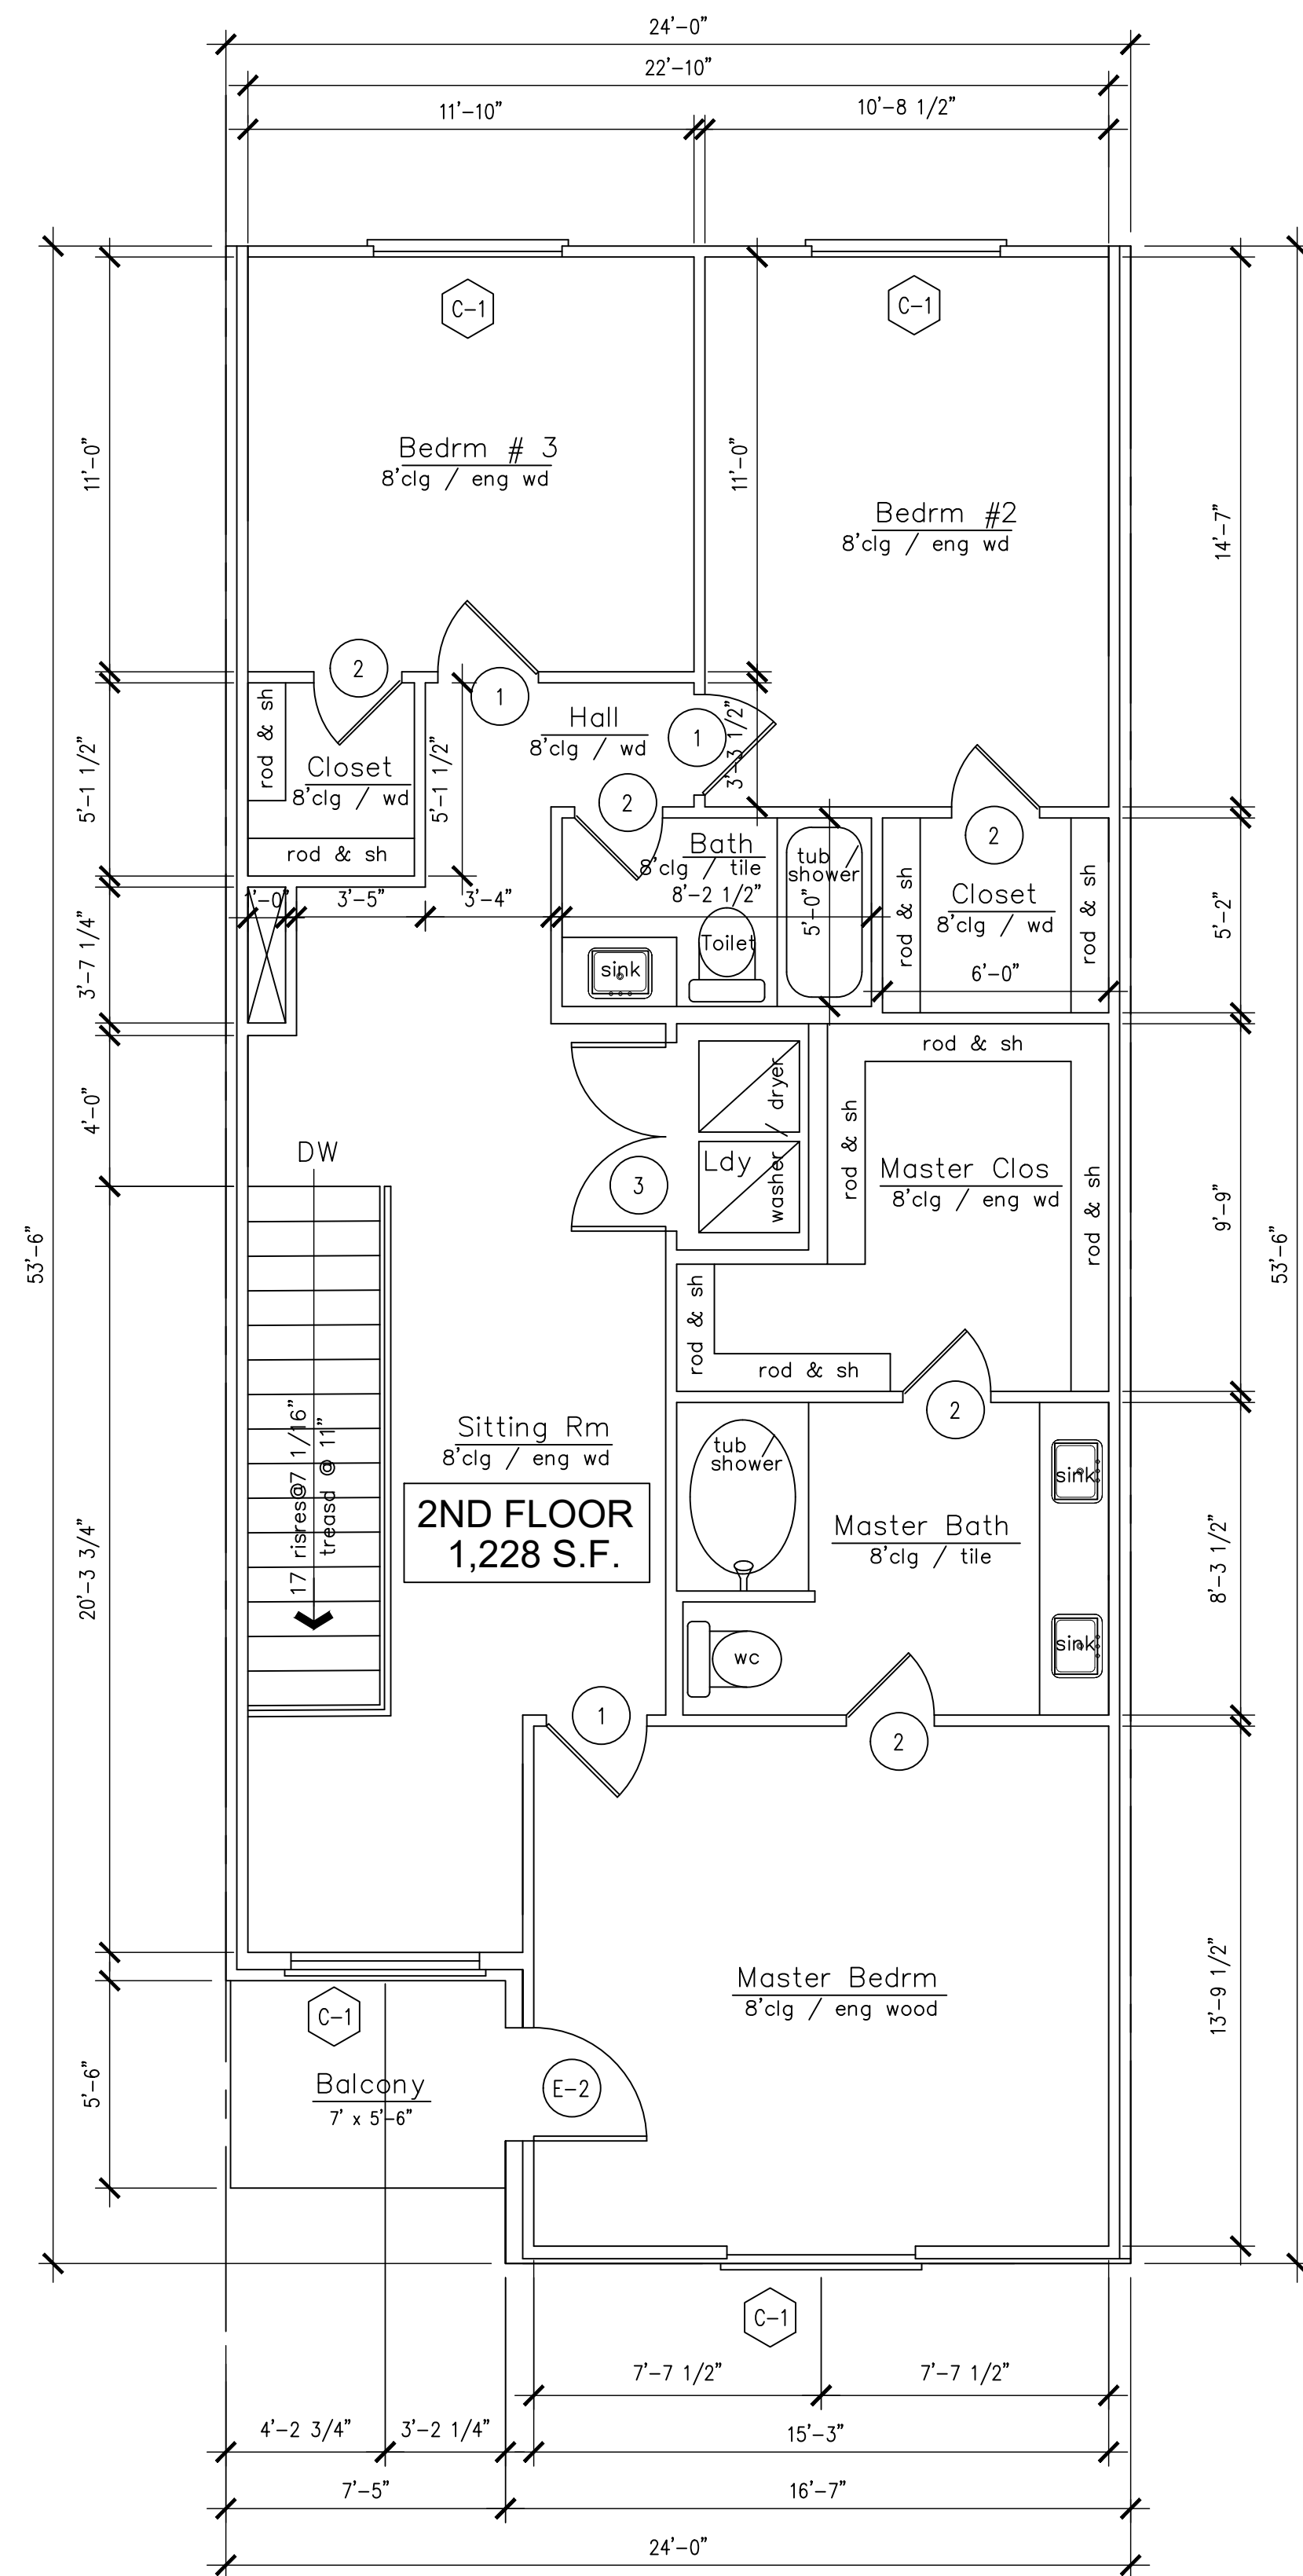 24'-0"
22'-10"
11'-10"
10'-8 1/2"
C-1
C-1
Bedrm # 3
8'clg / eng wd
11'-0"
11'-0"
Bedrm #2
8'clg / eng wd
14'-7"
2
1
Hall
8'clg / wd
1
3'-3 1/2"
rod & sh
Closet
8'clg / wd
5'-1 1/2"
5'-1 1/2"
2
2
rod & sh
Bath
8'clg / tile
8'-2 1/2"
tub /
shower
5'-0"
rod & sh
Closet
8'clg / wd
rod & sh
5'-2"
'-0"
3'-5"
3'-4"
3'-7 1/4"
Toilet
sink
6'-0"
rod & sh
4'-0"
DW
washer / dryer
Ldy
3
rod & sh
Master Clos
8'clg / eng wd
rod & sh
9'-9"
53'-6"
53'-6"
rod & sh
rod & sh
2
17 risres@7 1/16"
treasd @ 11"
Sitting Rm
8'clg / eng wd
2ND FLOOR
1,228 S.F.
tub /
shower
sink
Master Bath
8'clg / tile
8'-3 1/2"
20'-3 3/4"
sink
wc
1
2
Master Bedrm
8'clg / eng wood
13'-9 1/2"
C-1
Balcony
7' x 5'-6"
E-2
5'-6"
C-1
7'-7 1/2"
7'-7 1/2"
4'-2 3/4"
3'-2 1/4"
15'-3"
7'-5"
16'-7"
24'-0"